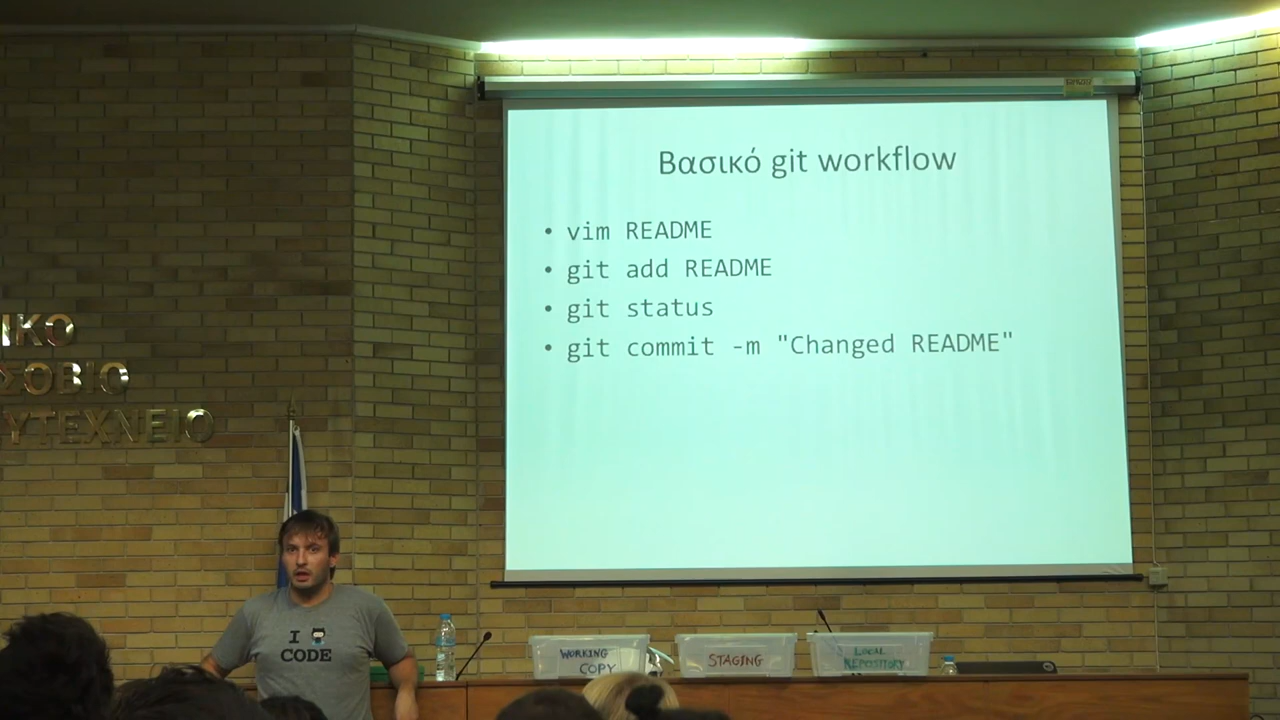 Βασικό git workflow
• vim README
• git add README
• git status
• git commit -m "Changed README"
ΙΚΟ
ΣΟΒΙΟ
ΥΤΕΧΝΕΙΟ
I
CODE
WORKING
COPY
STAGING
LOCAL
REPOSITORY